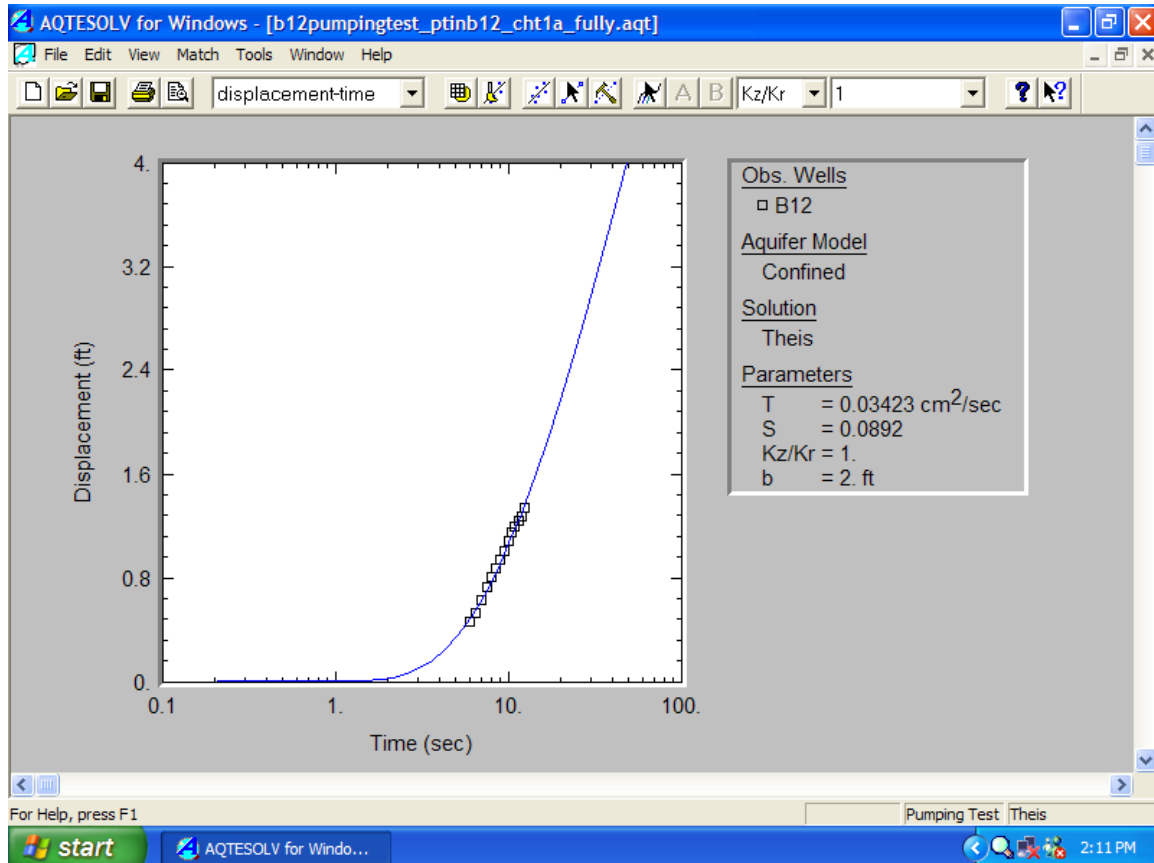 AQTESOLV for Windows - [b12pumpingtest_ptinb12_cht1a_fully.aqt]
File Edit View Match Tools Window Help
displacement-time A B Kz/Kr 1
4.
3.2
2.4
1.6
0.8
0.
Displacement (ft)
0.1 1. 10. 100.
Time (sec)
Obs. Wells
B12
Aquifer Model
Confined
Solution
Theis
Parameters
T = 0.03423 cm2/sec
S = 0.0892
Kz/Kr = 1.
b = 2. ft
For Help, press F1
Pumping Test Theis
start AQTESOLV for Windo... 2:11 PM